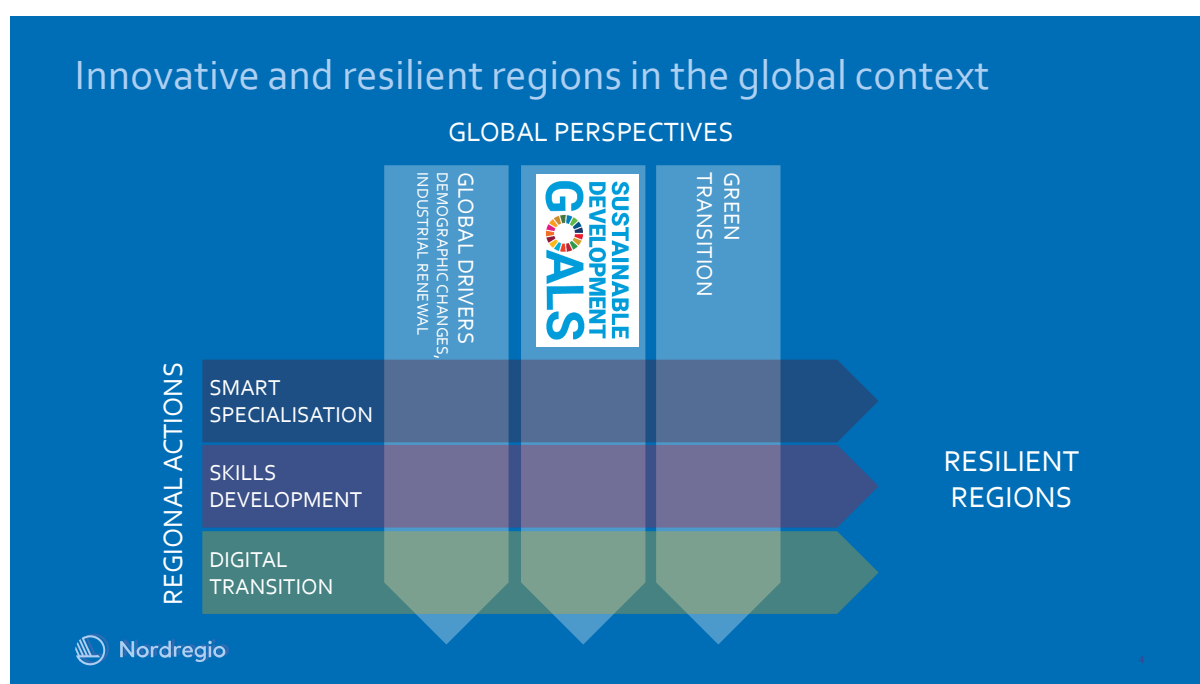 Innovative and resilient regions in the global context
GLOBAL PERSPECTIVES
GLOBAL DRIVERS
DEMOGRAPHIC CHANGES,
INDUSTRIAL RENEWAL
SUSTAINABLE
DEVELOPMENT
GOALS
GREEN
TRANSITION
REGIONAL ACTIONS
SMART
SPECIALISATION
SKILLS
DEVELOPMENT
DIGITAL
TRANSITION
RESILIENT
REGIONS
Nordregio